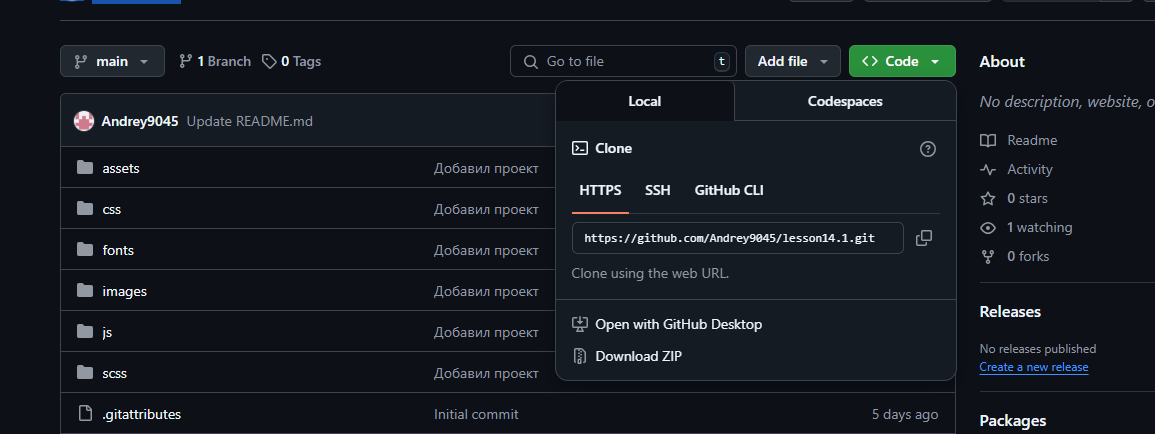 main
1 Branch
0 Tags
Go to file
t
Add file
Code
About
Local
Codespaces
No description, website, o
Andrey9045
Update README.md
Clone
Readme
assets
Добавил проект
HTTPS
SSH
GitHub CLI
Activity
0 stars
css
Добавил проект
https://github.com/Andrey9045/lesson14.1.git
1 watching
fonts
Добавил проект
0 forks
Clone using the web URL.
images
Добавил проект
Releases
Open with GitHub Desktop
js
Добавил проект
No releases published
Download ZIP
Create a new release
scss
Добавил проект
.gitattributes
Initial commit
5 days ago
Packages